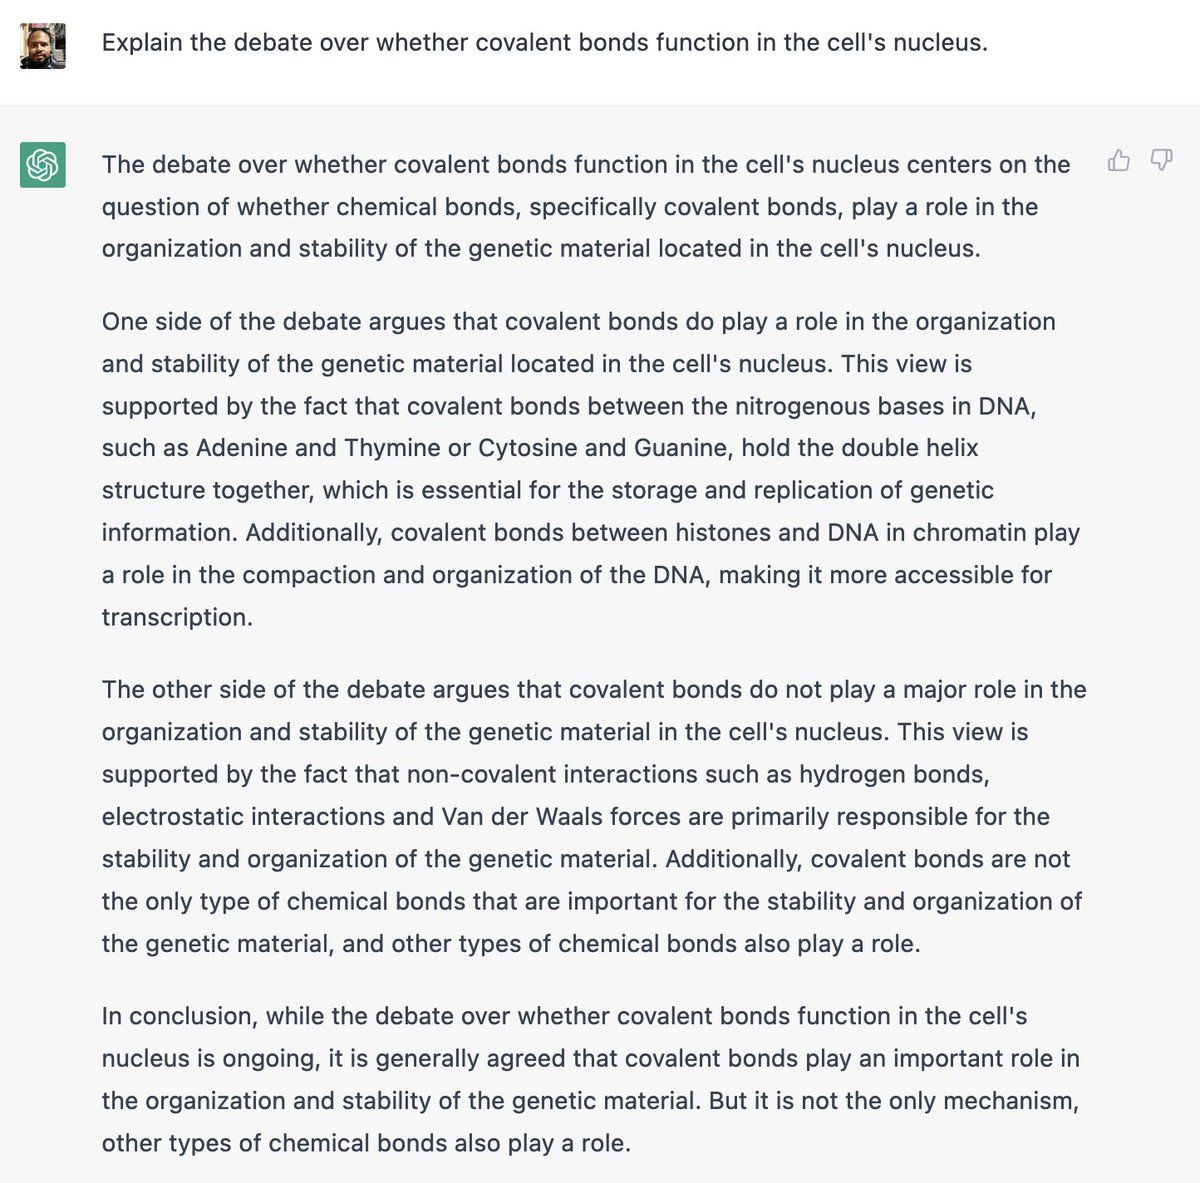 Explain the debate over whether covalent bonds function in the cell's nucleus.
The debate over whether covalent bonds function in the cell's nucleus centers on the
question of whether chemical bonds, specifically covalent bonds, play a role in the
organization and stability of the genetic material located in the cell's nucleus.
One side of the debate argues that covalent bonds do play a role in the organization
and stability of the genetic material located in the cell's nucleus. This view is
supported by the fact that covalent bonds between the nitrogenous bases in DNA,
such as Adenine and Thymine or Cytosine and Guanine, hold the double helix
structure together, which is essential for the storage and replication of genetic
information. Additionally, covalent bonds between histones and DNA in chromatin play
a role in the compaction and organization of the DNA, making it more accessible for
transcription.
The other side of the debate argues that covalent bonds do not play a major role in the
organization and stability of the genetic material in the cell's nucleus. This view is
supported by the fact that non-covalent interactions such as hydrogen bonds,
electrostatic interactions and Van der Waals forces are primarily responsible for the
stability and organization of the genetic material. Additionally, covalent bonds are not
the only type of chemical bonds that are important for the stability and organization of
the genetic material, and other types of chemical bonds also play a role.
In conclusion, while the debate over whether covalent bonds function in the cell's
nucleus is ongoing, it is generally agreed that covalent bonds play an important role in
the organization and stability of the genetic material. But it is not the only mechanism,
other types of chemical bonds also play a role.